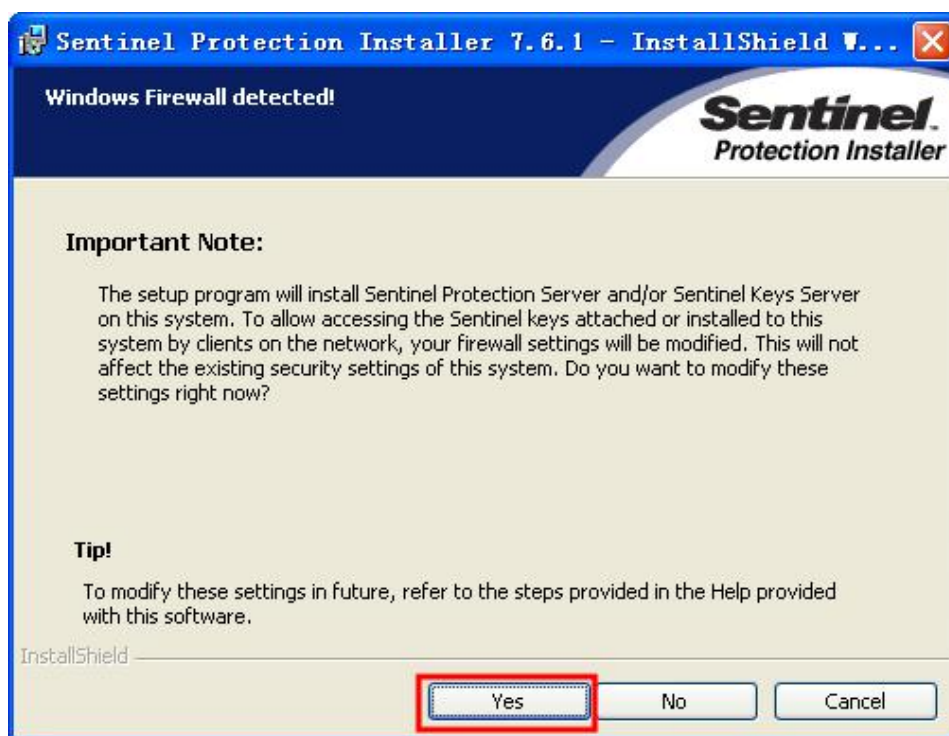 Sentinel Protection Installer 7.6.1 - InstallShield W...
Windows Firewall detected!
Sentinel.
Protection Installer
Important Note:
The setup program will install Sentinel Protection Server and/or Sentinel Keys Server
on this system. To allow accessing the Sentinel keys attached or installed to this
system by clients on the network, your firewall settings will be modified. This will not
affect the existing security settings of this system. Do you want to modify these
settings right now?
Tip!
To modify these settings in future, refer to the steps provided in the Help provided
with this software.
InstallShield
Yes No Cancel